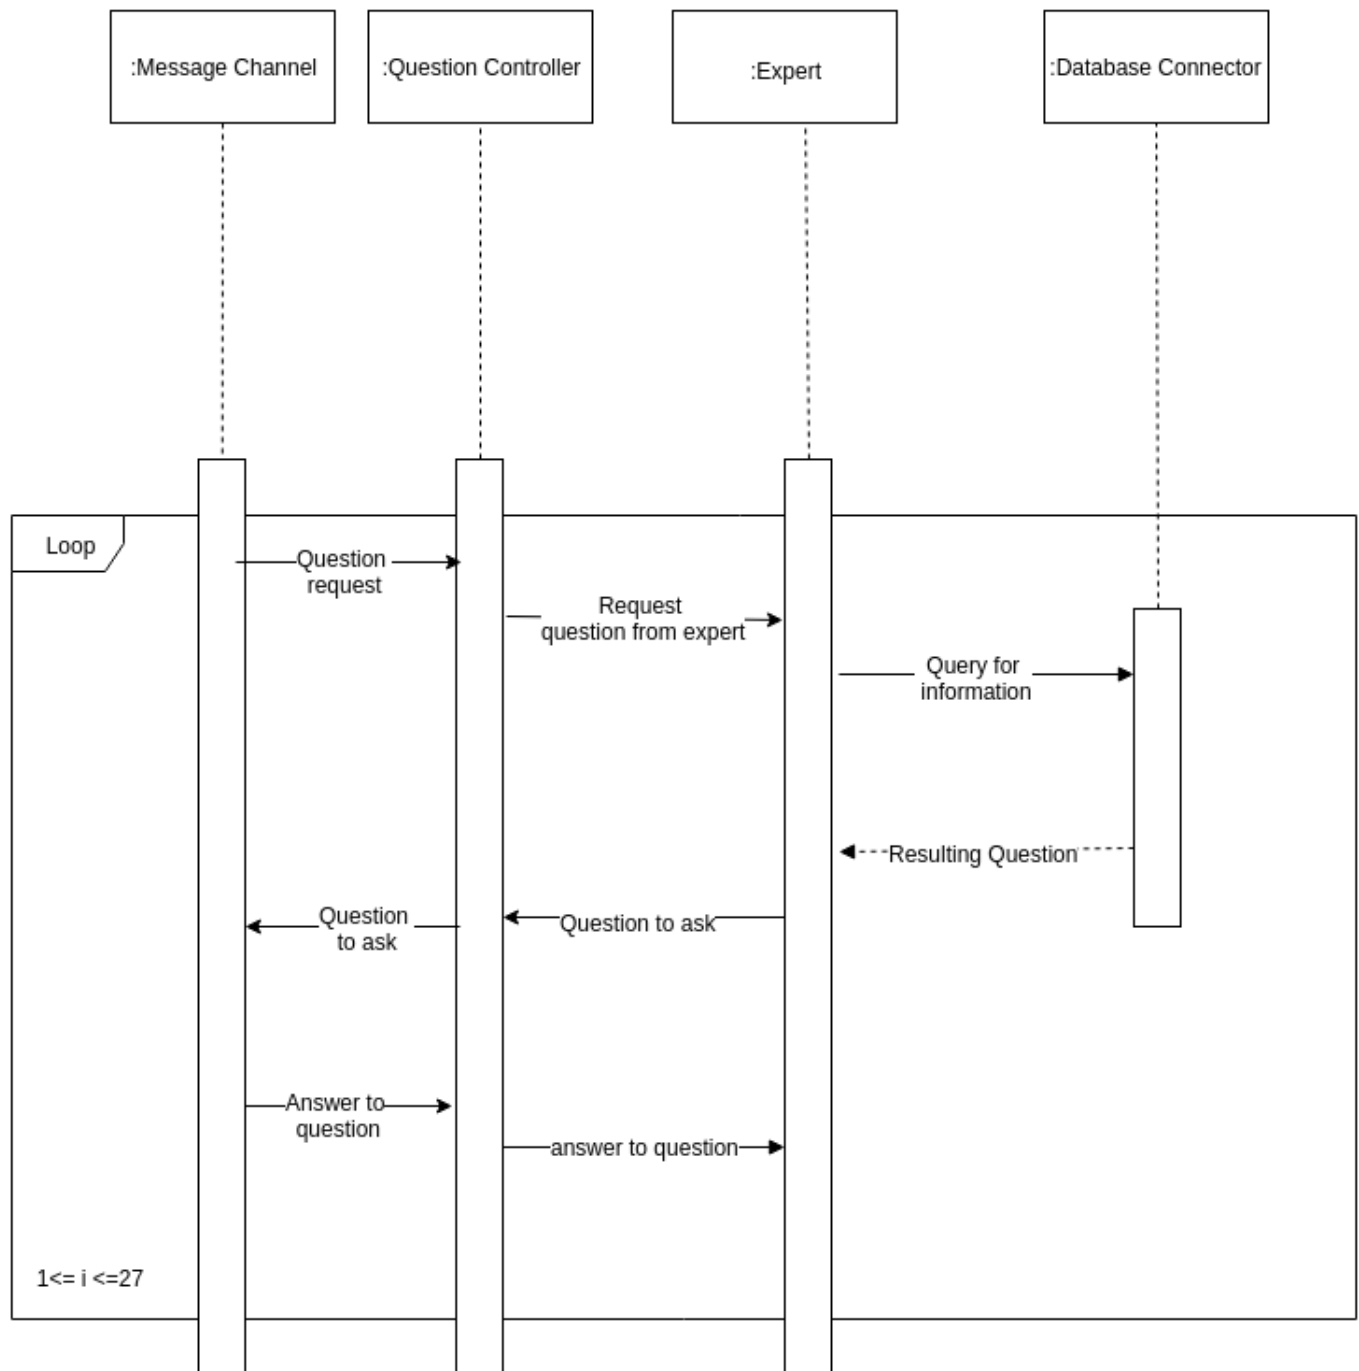 :Message Channel
:Question Controller
:Expert
:Database Connector
Loop
Question
request
Request
question from expert
Query for
information
Resulting Question
Question to ask
Question
to ask
Answer to
question
answer to question
1<= i <=27